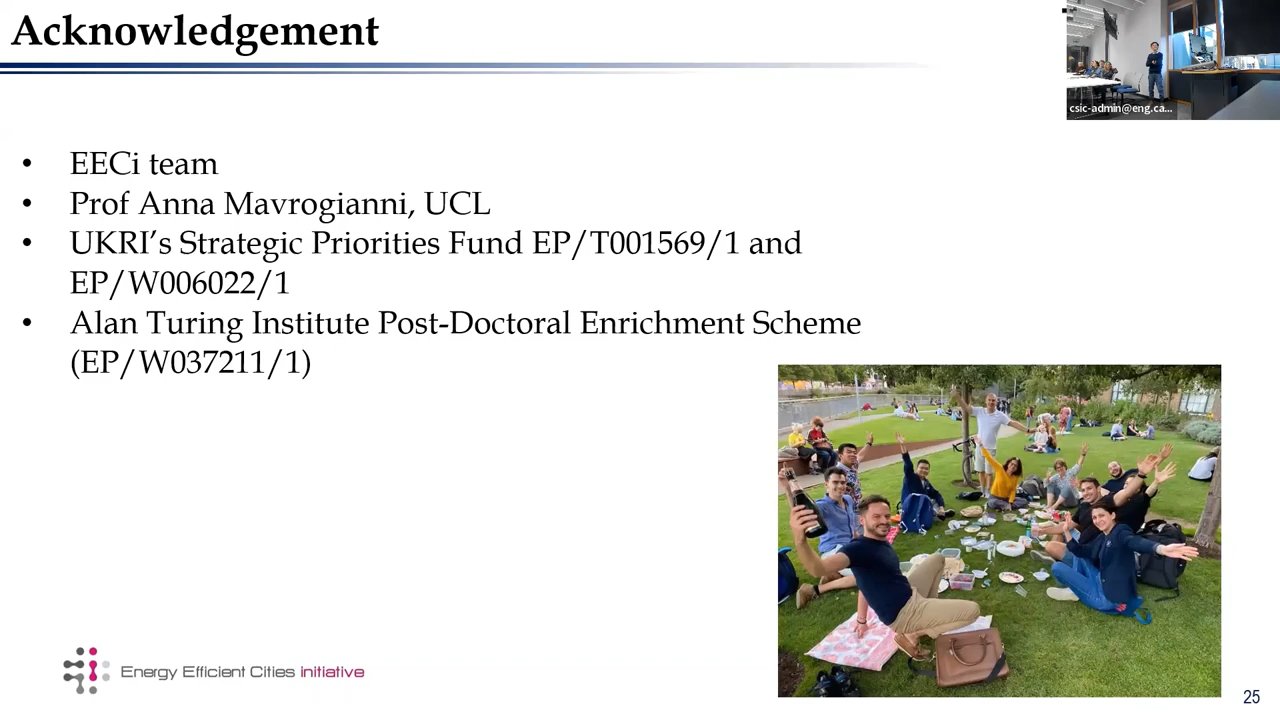 Acknowledgement
csic-admin@eng.ca...
• EECi team
• Prof Anna Mavrogianni, UCL
• UKRI’s Strategic Priorities Fund EP/T001569/1 and
EP/W006022/1
• Alan Turing Institute Post-Doctoral Enrichment Scheme
(EP/W037211/1)
Energy Efficient Cities initiative
25